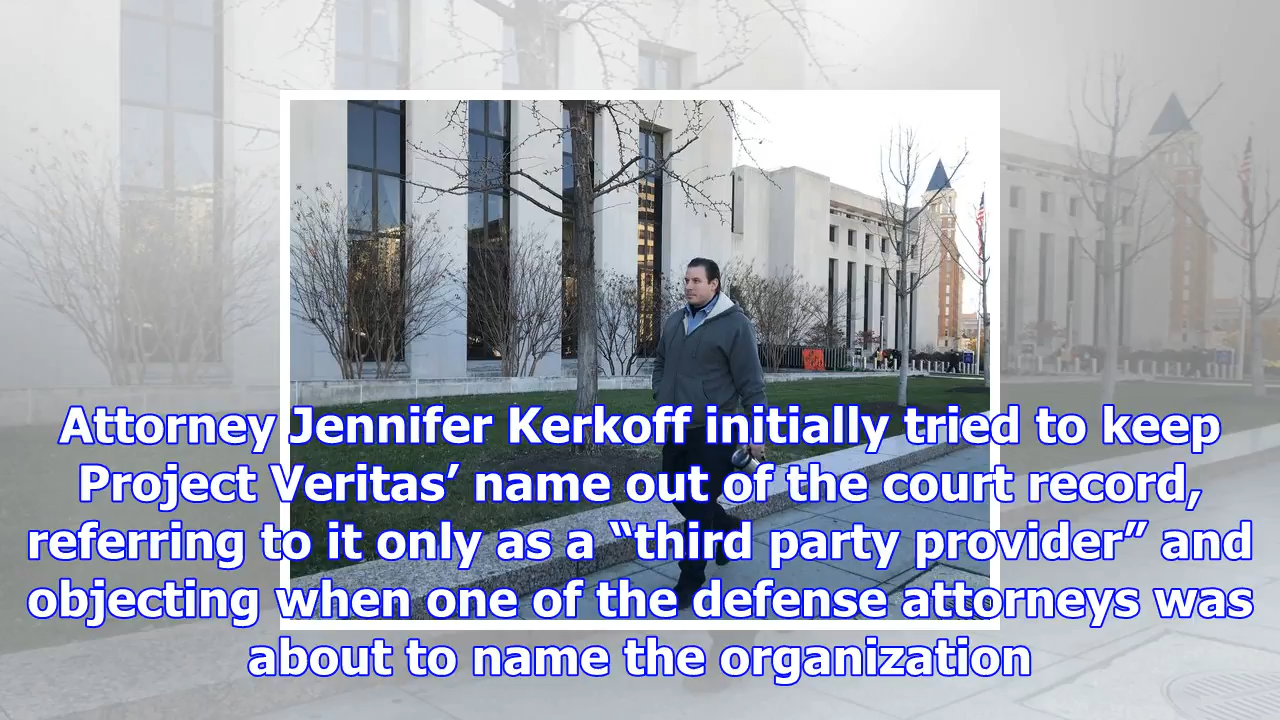 Attorney Jennifer Kerkoff initially tried to keep
Project Veritas’ name out of the court record,
referring to it only as a “third party provider” and
objecting when one of the defense attorneys was
about to name the organization